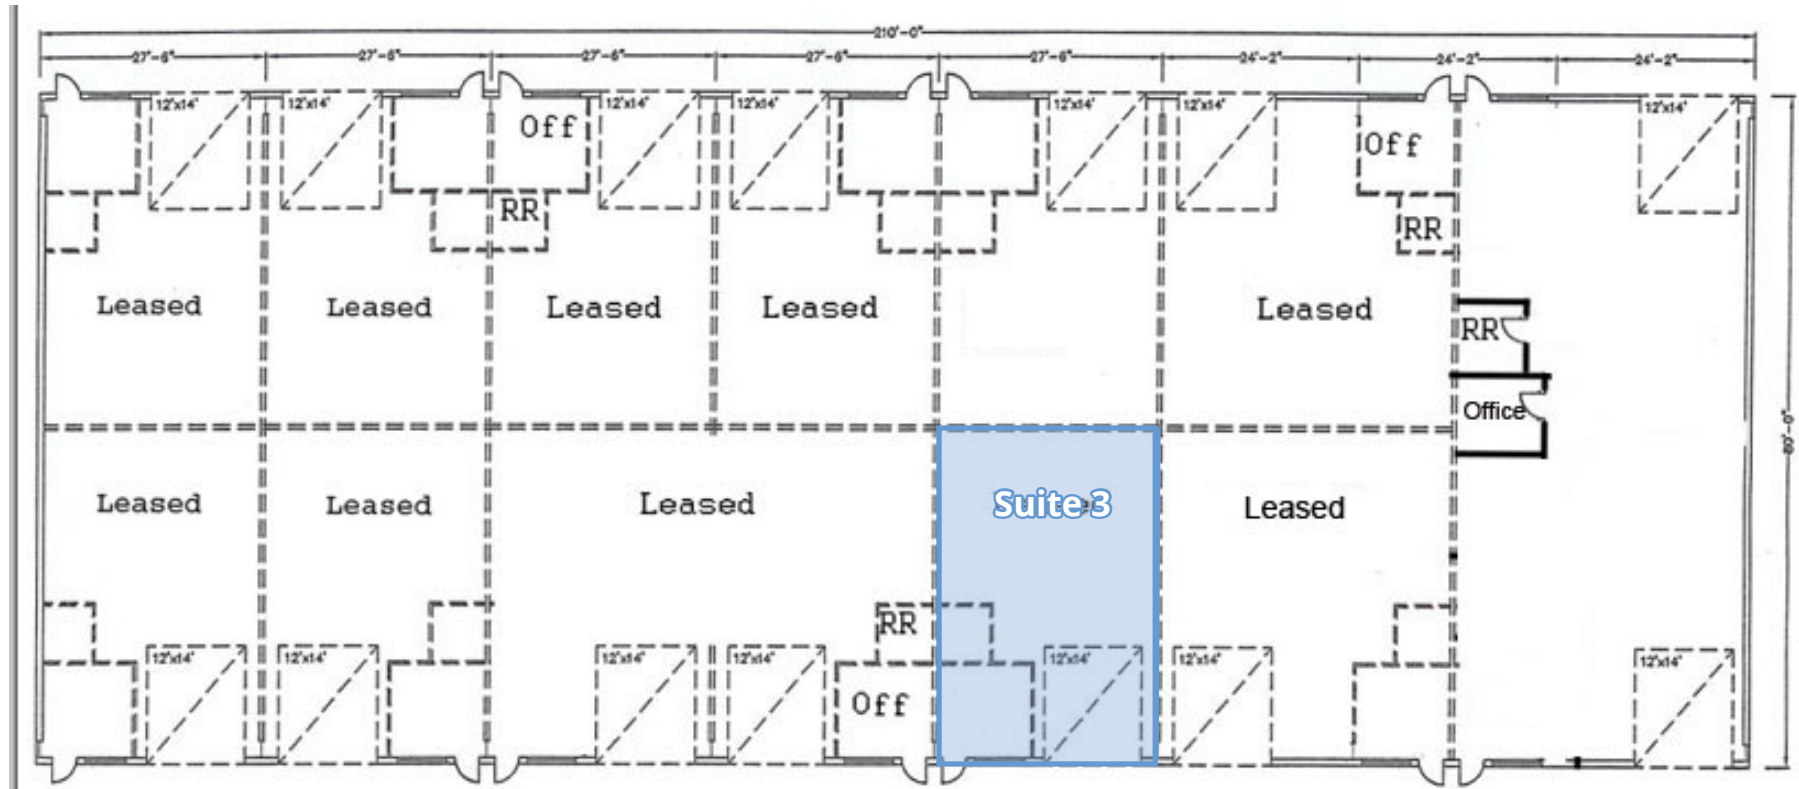 210'-0"
27'-6" 27'-6" 27'-6" 27'-6" 27'-6" 24'-2" 24'-2" 24'-2"
12'x14' 12'x14' 12'x14' 12'x14' 12'x14' 12'x14' 12'x14'
Off Off
RR RR
Leased Leased Leased Leased Leased
RR
Office
80'-0"
Leased Leased Leased Suite 3 Leased
RR
12'x14' 12'x14' 12'x14' 12'x14' 12'x14' 12'x14' 12'x14'
Off